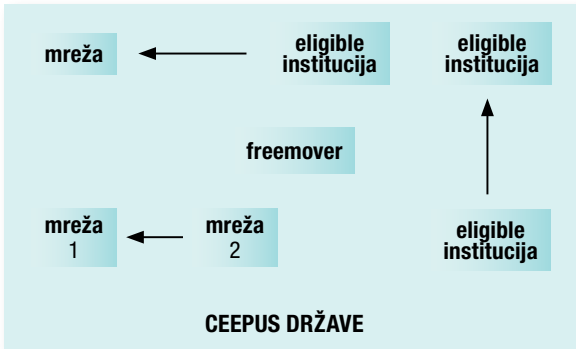 mreža
eligible
institucija
eligible
institucija
freemover
mreža
1
mreža
2
eligible
institucija
CEEPUS DRŽAVE